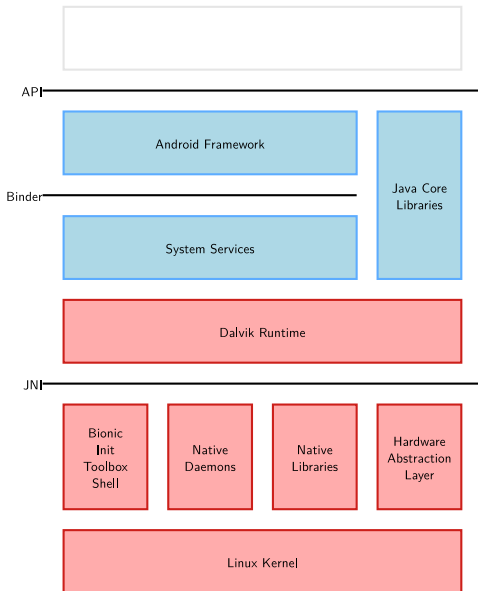 API
Android Framework
Java Core
Libraries
Binder
System Services
Dalvik Runtime
JNI
Bionic
Init
Toolbox
Shell
Native
Daemons
Native
Libraries
Hardware
Abstraction
Layer
Linux Kernel